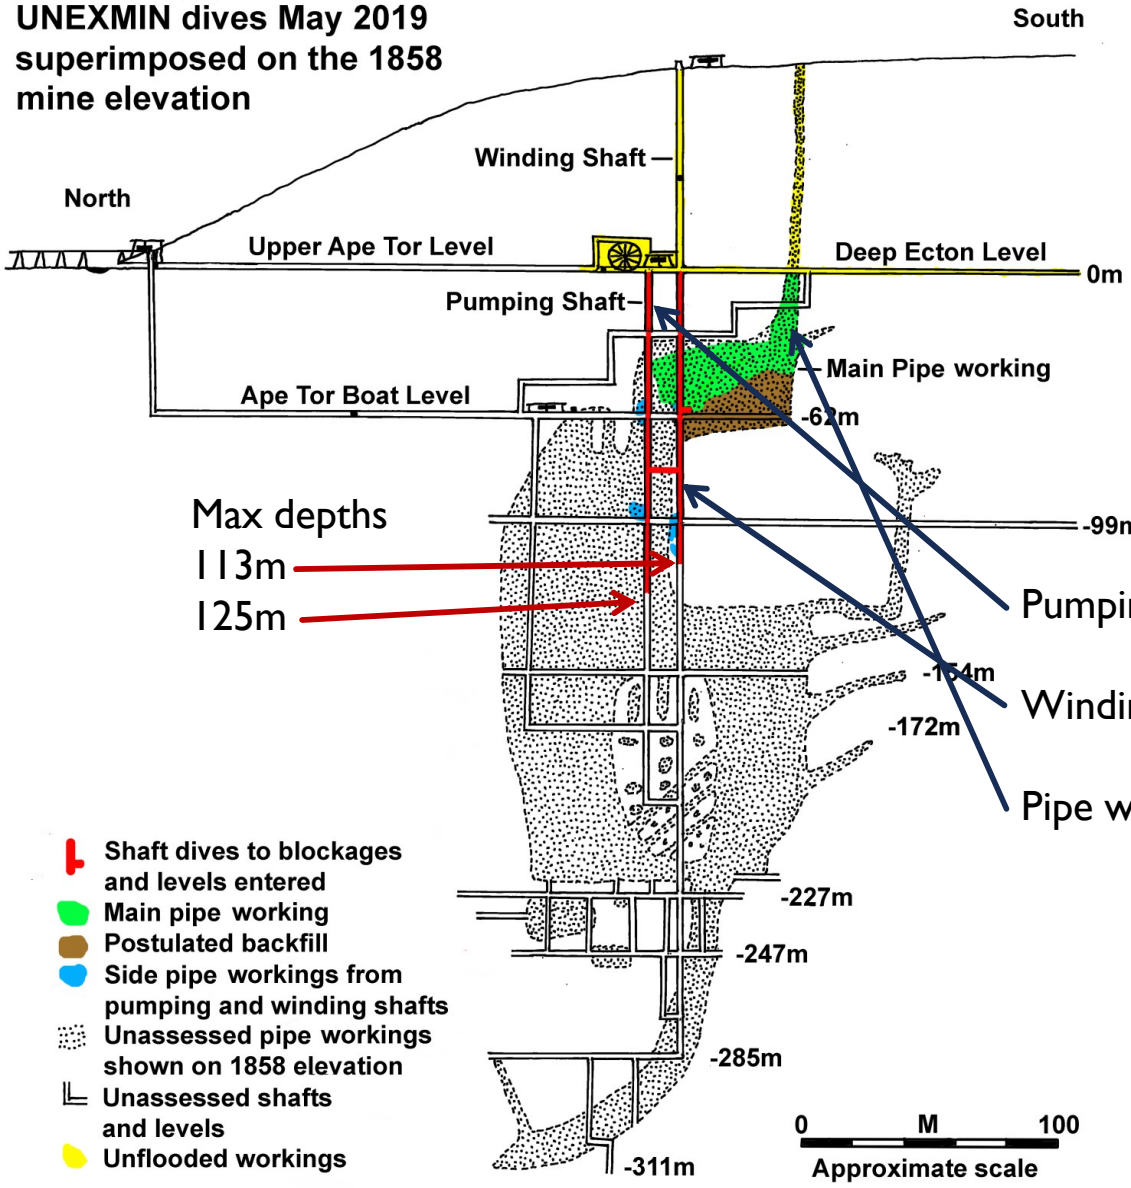 UNEXMIN dives May 2019
superimposed on the 1858
mine elevation
South
Winding Shaft
North
Upper Ape Tor Level
Deep Ecton Level
0m
Pumping Shaft
Main Pipe working
Ape Tor Boat Level
-62m
Max depths
113m
125m
-99m
Pumpin
-154m
Windin
-172m
Pipe w
Shaft dives to blockages
and levels entered
Main pipe working
Postulated backfill
Side pipe workings from
pumping and winding shafts
Unassessed pipe workings
shown on 1858 elevation
Unassessed shafts
and levels
Unflooded workings
-227m
-247m
-285m
-311m
0 M 100
Approximate scale